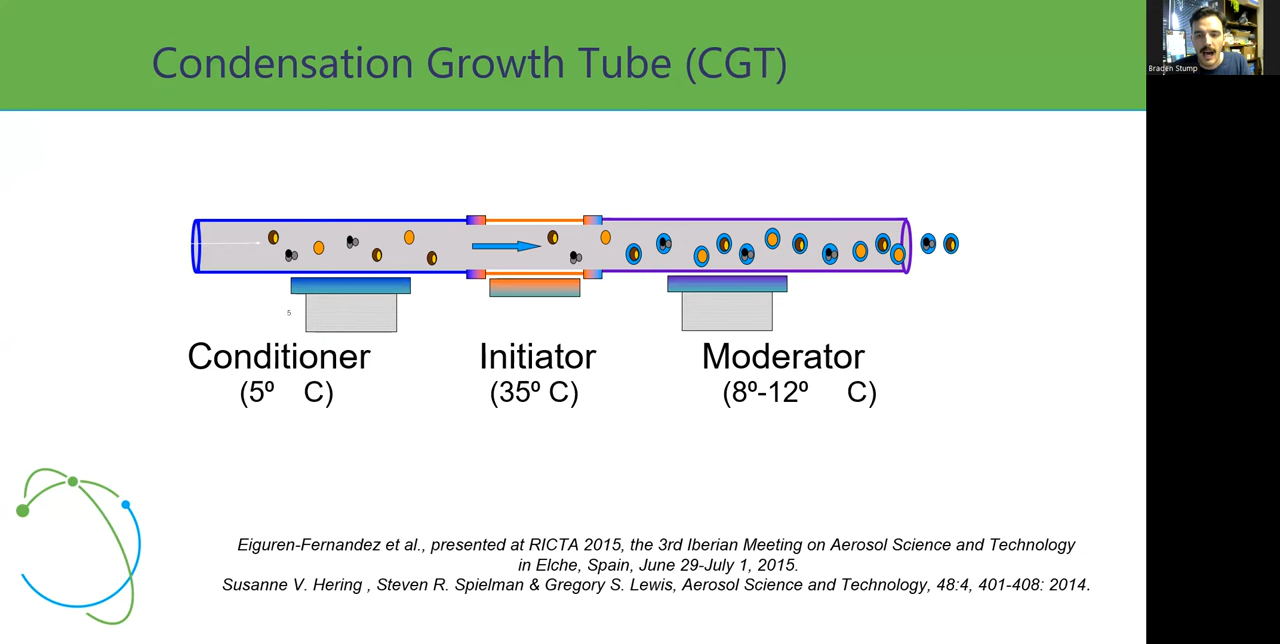 Condensation Growth Tube (CGT)
Braden Stump
5
Conditioner
(5º C)
Initiator
(35º C)
Moderator
(8º-12º C)
Eiguren-Fernandez et al., presented at RICTA 2015, the 3rd Iberian Meeting on Aerosol Science and Technology
in Elche, Spain, June 29-July 1, 2015.
Susanne V. Hering , Steven R. Spielman & Gregory S. Lewis, Aerosol Science and Technology, 48:4, 401-408: 2014.